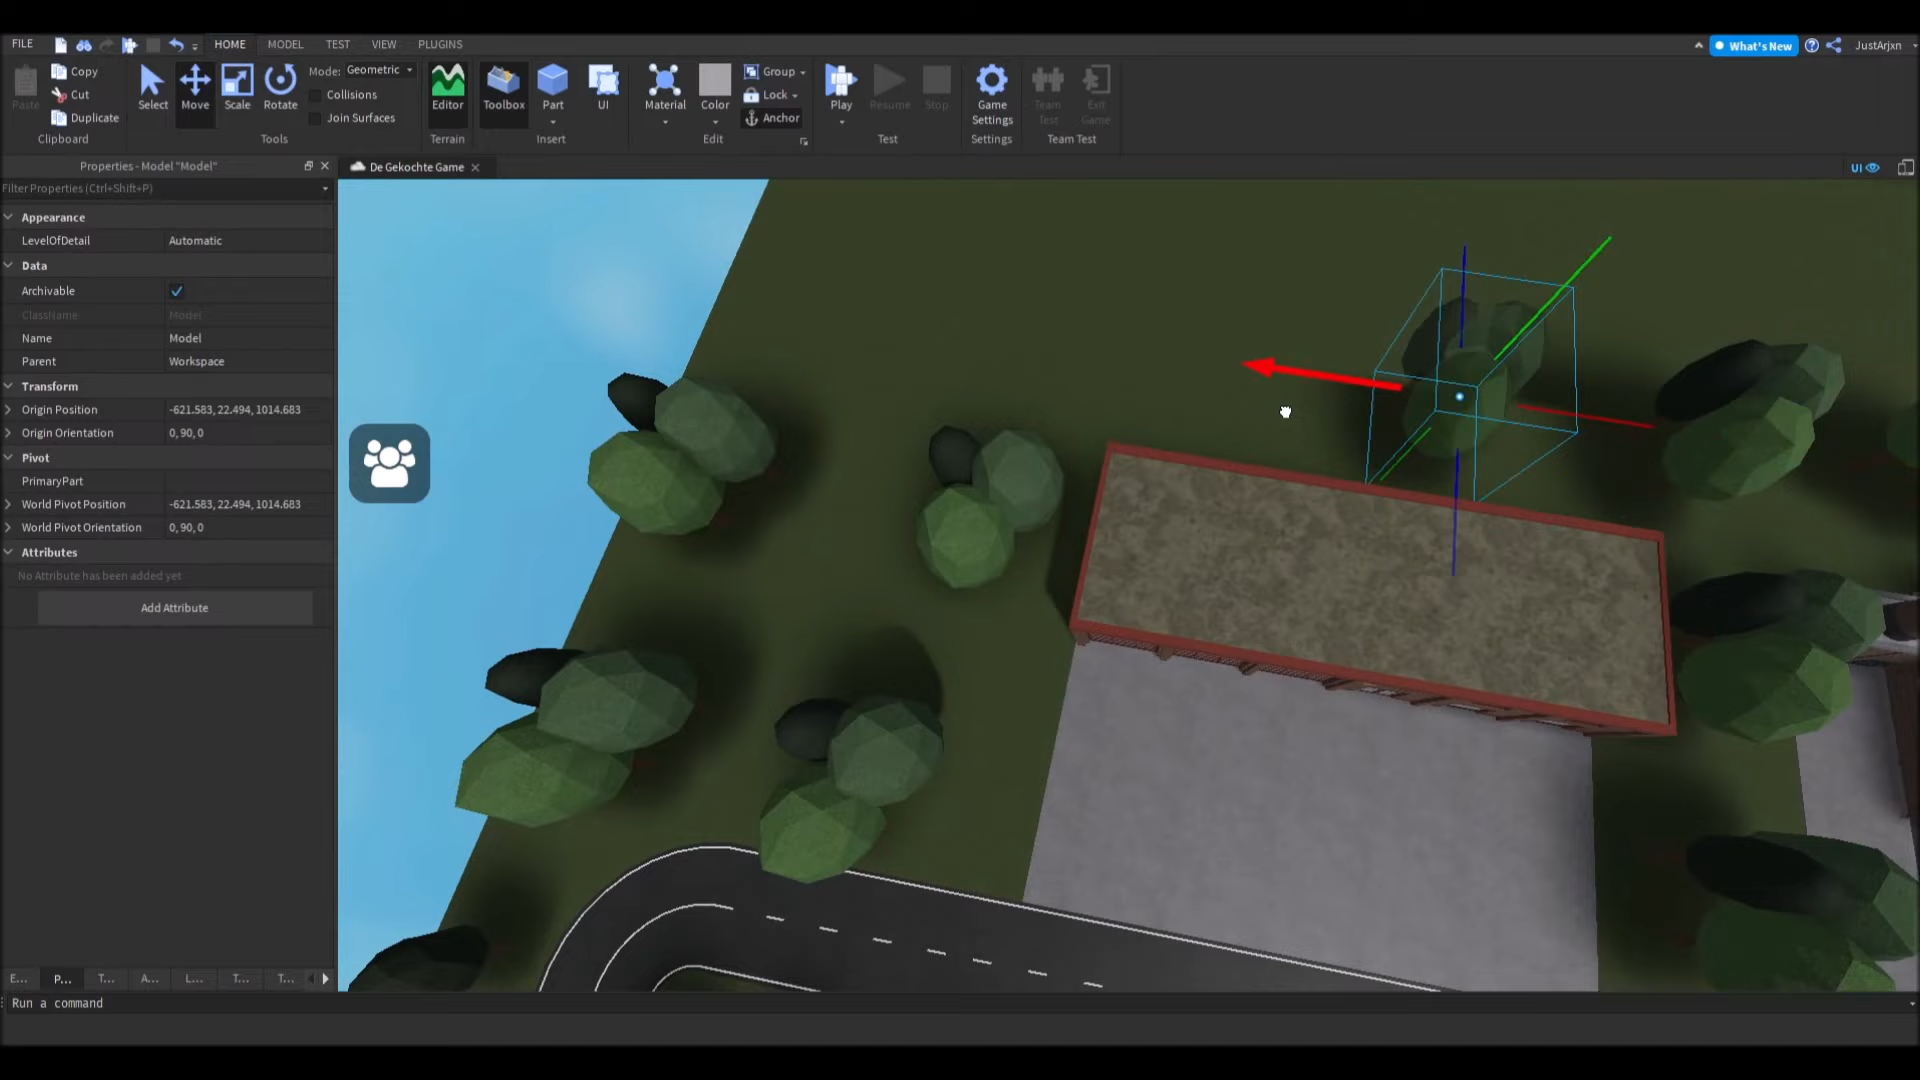 FILE
HOME
MODEL
TEST
VIEW
PLUGINS
What's New
JustArjxn
Paste
Copy
Cut
Duplicate
Clipboard
Select
Move
Scale
Rotate
Mode: Geometric
Collisions
Join Surfaces
Tools
Editor
Terrain
Toolbox
Part
UI
Insert
Material
Color
Group
Lock
Anchor
Edit
Play
Resume
Stop
Test
Game
Settings
Settings
Team
Test
Exit
Game
Team Test
Properties - Model "Model"
De Gekochte Game
UI
Filter Properties (Ctrl+Shift+P)
Appearance
LevelOfDetail Automatic
Data
Archivable
ClassName Model
Name Model
Parent Workspace
Transform
Origin Position -621.583, 22.494, 1014.683
Origin Orientation 0, 90, 0
Pivot
PrimaryPart
World Pivot Position -621.583, 22.494, 1014.683
World Pivot Orientation 0, 90, 0
Attributes
No Attribute has been added yet
Add Attribute
E... P... T... A... L... T... T...
Run a command